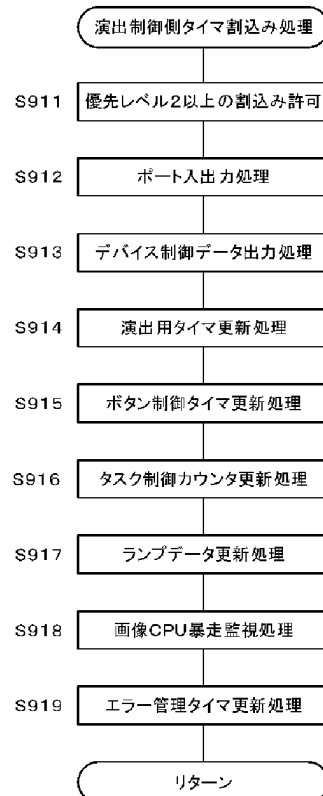 演出制御側タイマ割込み処理
S911 優先レベル2以上の割込み許可
S912 ポート入出力処理
S913 デバイス制御データ出力処理
S914 演出用タイマ更新処理
S915 ボタン制御タイマ更新処理
S916 タスク制御カウンタ更新処理
S917 ランプデータ更新処理
S918 画像CPU暴走監視処理
S919 エラー管理タイマ更新処理
リターン